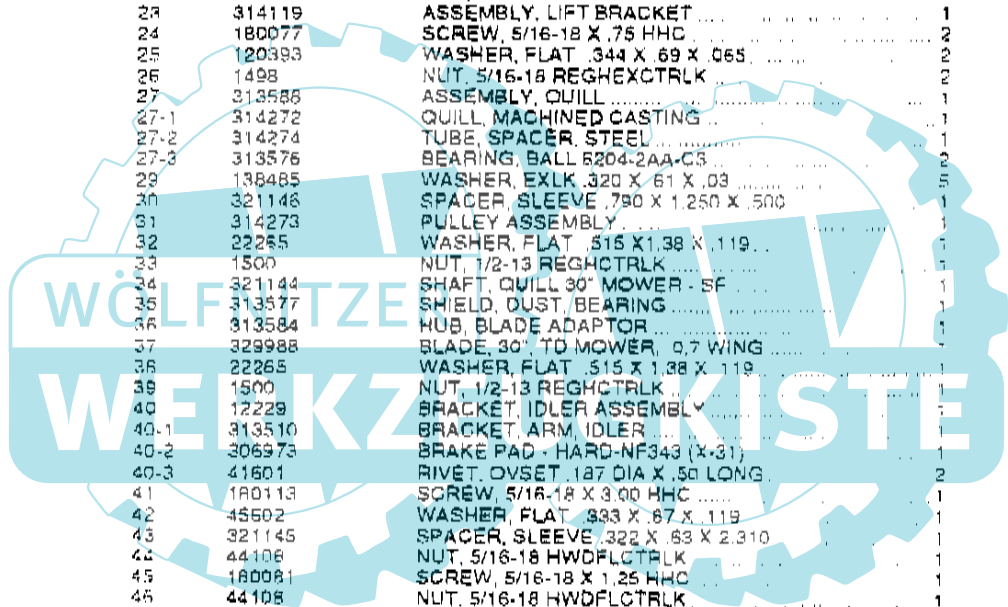 23 314119 ASSEMBLY, LIFT BRACKET 1
24 180077 SCREW, 5/16-18 X .75 HHC 2
25 120393 WASHER, FLAT .344 X .69 X .065 2
26 1498 NUT, 5/16-18 REGHEXCTRLK 2
27 313588 ASSEMBLY, QUILL 1
27-1 314272 QUILL, MACHINED CASTING 1
27-2 314274 TUBE, SPACER, STEEL 1
27-3 313576 BEARING, BALL 6204-2AA-C3 2
29 138485 WASHER, EXLK .320 X .61 X .03 5
30 321146 SPACER, SLEEVE .790 X 1.250 X .500 1
31 314273 PULLEY ASSEMBLY 1
32 22265 WASHER, FLAT .515 X 1.38 X .119 1
33 1500 NUT, 1/2-13 REGHCTRLK 1
34 321144 SHAFT, QUILL 30" MOWER - SF 1
35 313577 SHIELD, DUST, BEARING 1
36 313584 HUB, BLADE ADAPTOR 1
37 329988 BLADE, 30", TD MOWER, 0,7 WING
38 22265 WASHER, FLAT .515 X 1.38 X .119 1
39 1500 NUT, 1/2-13 REGHCTRLK 1
40 12229 BRACKET, IDLER ASSEMBLY
40-1 313510 BRACKET, ARM, IDLER 1
40-2 306973 BRAKE PAD - HARD-NF343 (X-31) 1
40-3 41601 RIVET, OVSET .187 DIA X .50 LONG 2
41 180113 SCREW, 5/16-18 X 3.00 HHC 1
42 45602 WASHER, FLAT .333 X .67 X .119 1
43 321145 SPACER, SLEEVE .322 X .63 X 2.310 1
44 44108 NUT, 5/16-18 HWDFLCTRLK 1
45 180081 SCREW, 5/16-18 X 1.25 HHC 1
46 44108 NUT, 5/16-18 HWDFLCTRLK 1
WÖLFNITZER
WERKZEUGKISTE